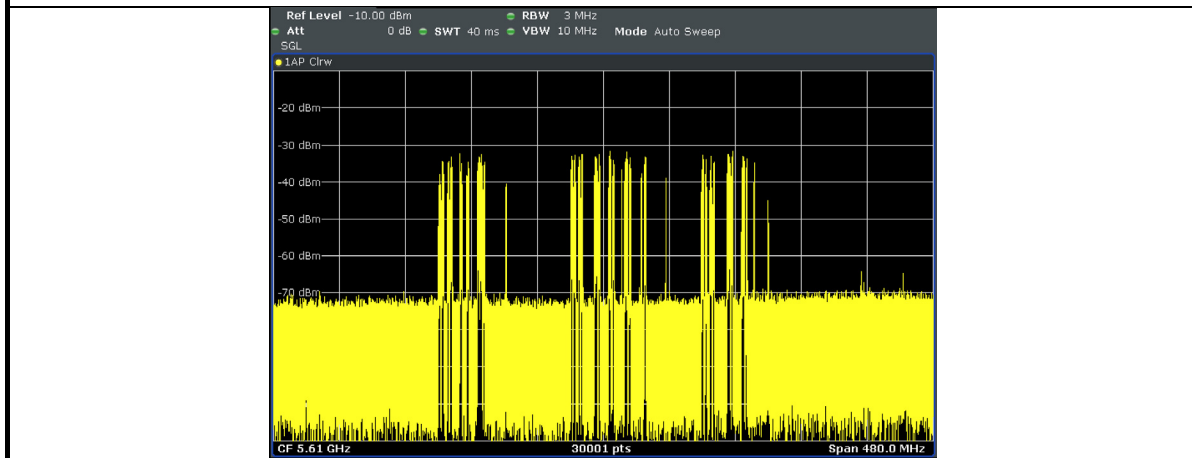 Ref Level -10.00 dBm RBW 3 MHz
Att 0 dB SWT 40 ms VBW 10 MHz Mode Auto Sweep
SGL
1AP Clrw
-20 dBm
-30 dBm
-40 dBm
-50 dBm
-60 dBm
-70 dBm
CF 5.61 GHz 30001 pts Span 480.0 MHz